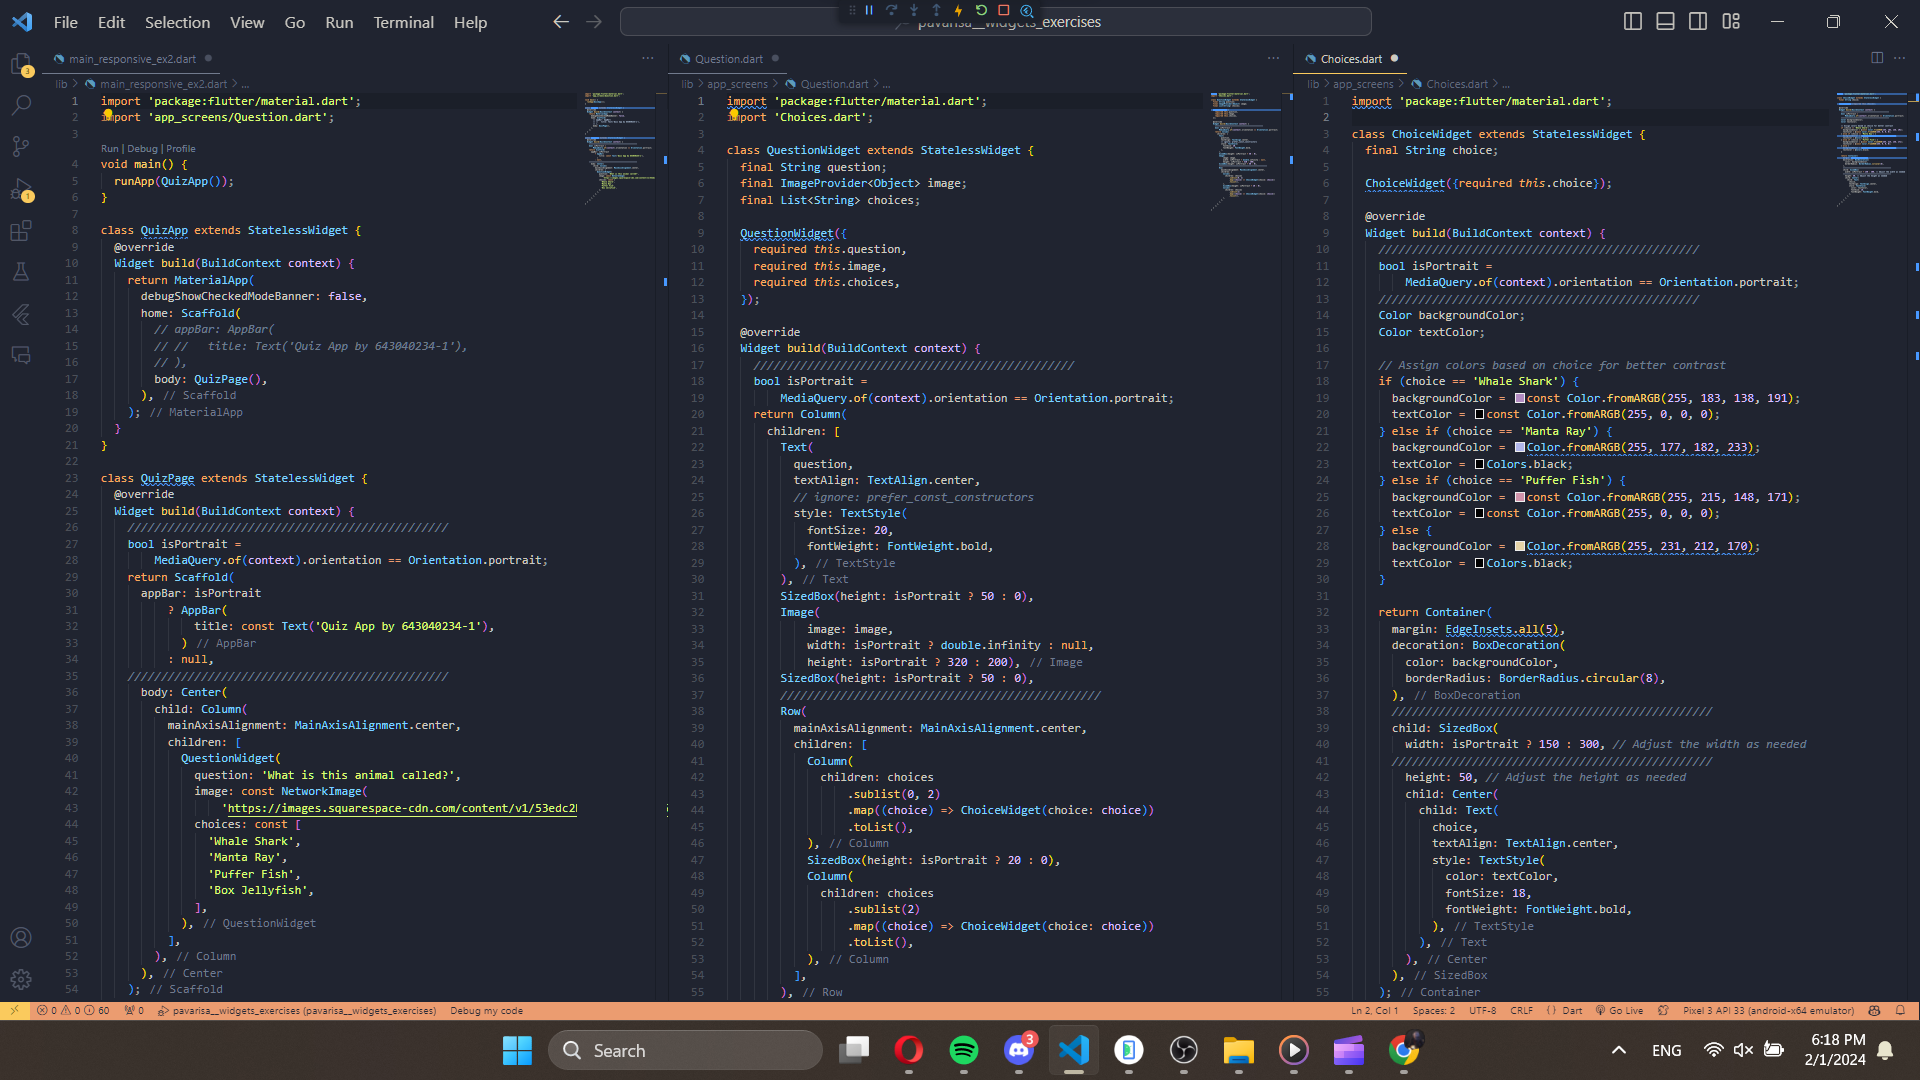 File Edit Selection View Go Run Terminal Help
pavarisa__widgets_exercises
main_responsive_ex2.dart
lib > main_responsive_ex2.dart > ...
1 import 'package:flutter/material.dart';
2 import 'app_screens/Question.dart';
3
Run | Debug | Profile
4 void main() {
5 runApp(QuizApp());
6 }
7
8 class QuizApp extends StatelessWidget {
9 @override
10 Widget build(BuildContext context) {
11 return MaterialApp(
12 debugShowCheckedModeBanner: false,
13 home: Scaffold(
14 // appBar: AppBar(
15 // //   title: Text('Quiz App by 643040234-1'),
16 // ),
17 body: QuizPage(),
18 ), // Scaffold
19 ); // MaterialApp
20 }
21 }
22
23 class QuizPage extends StatelessWidget {
24 @override
25 Widget build(BuildContext context) {
26 ////////////////////////////////////////////////
27 bool isPortrait =
28 MediaQuery.of(context).orientation == Orientation.portrait;
29 return Scaffold(
30 appBar: isPortrait
31 ? AppBar(
32 title: const Text('Quiz App by 643040234-1'),
33 ) // AppBar
34 : null,
35 ////////////////////////////////////////////////
36 body: Center(
37 child: Column(
38 mainAxisAlignment: MainAxisAlignment.center,
39 children: [
40 QuestionWidget(
41 question: 'What is this animal called?',
42 image: const NetworkImage(
43 'https://images.squarespace-cdn.com/content/v1/53edc2
44 choices: const [
45 'Whale Shark',
46 'Manta Ray',
47 'Puffer Fish',
48 'Box Jellyfish',
49 ],
50 ), // QuestionWidget
51 ],
52 ), // Column
53 ), // Center
54 ); // Scaffold
Question.dart
lib > app_screens > Question.dart > ...
1 import 'package:flutter/material.dart';
2 import 'Choices.dart';
3
4 class QuestionWidget extends StatelessWidget {
5 final String question;
6 final ImageProvider<Object> image;
7 final List<String> choices;
8
9 QuestionWidget({
10 required this.question,
11 required this.image,
12 required this.choices,
13 });
14
15 @override
16 Widget build(BuildContext context) {
17 ////////////////////////////////////////////////
18 bool isPortrait =
19 MediaQuery.of(context).orientation == Orientation.portrait;
20 return Column(
21 children: [
22 Text(
23 question,
24 textAlign: TextAlign.center,
25 // ignore: prefer_const_constructors
26 style: TextStyle(
27 fontSize: 20,
28 fontWeight: FontWeight.bold,
29 ), // TextStyle
30 ), // Text
31 SizedBox(height: isPortrait ? 50 : 0),
32 Image(
33 image: image,
34 width: isPortrait ? double.infinity : null,
35 height: isPortrait ? 320 : 200), // Image
36 SizedBox(height: isPortrait ? 50 : 0),
37 ////////////////////////////////////////////////
38 Row(
39 mainAxisAlignment: MainAxisAlignment.center,
40 children: [
41 Column(
42 children: choices
43 .sublist(0, 2)
44 .map((choice) => ChoiceWidget(choice: choice))
45 .toList(),
46 ), // Column
47 SizedBox(height: isPortrait ? 20 : 0),
48 Column(
49 children: choices
50 .sublist(2)
51 .map((choice) => ChoiceWidget(choice: choice))
52 .toList(),
53 ), // Column
54 ],
55 ), // Row
Choices.dart
lib > app_screens > Choices.dart > ...
1 import 'package:flutter/material.dart';
2
3 class ChoiceWidget extends StatelessWidget {
4 final String choice;
5
6 ChoiceWidget({required this.choice});
7
8 @override
9 Widget build(BuildContext context) {
10 ////////////////////////////////////////////////
11 bool isPortrait =
12 MediaQuery.of(context).orientation == Orientation.portrait;
13 ////////////////////////////////////////////////
14 Color backgroundColor;
15 Color textColor;
16
17 // Assign colors based on choice for better contrast
18 if (choice == 'Whale Shark') {
19 backgroundColor = const Color.fromARGB(255, 183, 138, 191);
20 textColor = const Color.fromARGB(255, 0, 0, 0);
21 } else if (choice == 'Manta Ray') {
22 backgroundColor = Color.fromARGB(255, 177, 182, 233);
23 textColor = Colors.black;
24 } else if (choice == 'Puffer Fish') {
25 backgroundColor = const Color.fromARGB(255, 215, 148, 171);
26 textColor = const Color.fromARGB(255, 0, 0, 0);
27 } else {
28 backgroundColor = Color.fromARGB(255, 231, 212, 170);
29 textColor = Colors.black;
30 }
31
32 return Container(
33 margin: EdgeInsets.all(5),
34 decoration: BoxDecoration(
35 color: backgroundColor,
36 borderRadius: BorderRadius.circular(8),
37 ), // BoxDecoration
38 ////////////////////////////////////////////////
39 child: SizedBox(
40 width: isPortrait ? 150 : 300, // Adjust the width as needed
41 ////////////////////////////////////////////////
42 height: 50, // Adjust the height as needed
43 child: Center(
44 child: Text(
45 choice,
46 textAlign: TextAlign.center,
47 style: TextStyle(
48 color: textColor,
49 fontSize: 18,
50 fontWeight: FontWeight.bold,
51 ), // TextStyle
52 ), // Text
53 ), // Center
54 ), // SizedBox
55 ); // Container
3
1
0 0 60 0 pavarisa__widgets_exercises (pavarisa__widgets_exercises) Debug my code Ln 2, Col 1 Spaces: 2 UTF-8 CRLF {} Dart Go Live Pixel 3 API 33 (android-x64 emulator)
Search 3 ENG 6:18 PM
2/1/2024